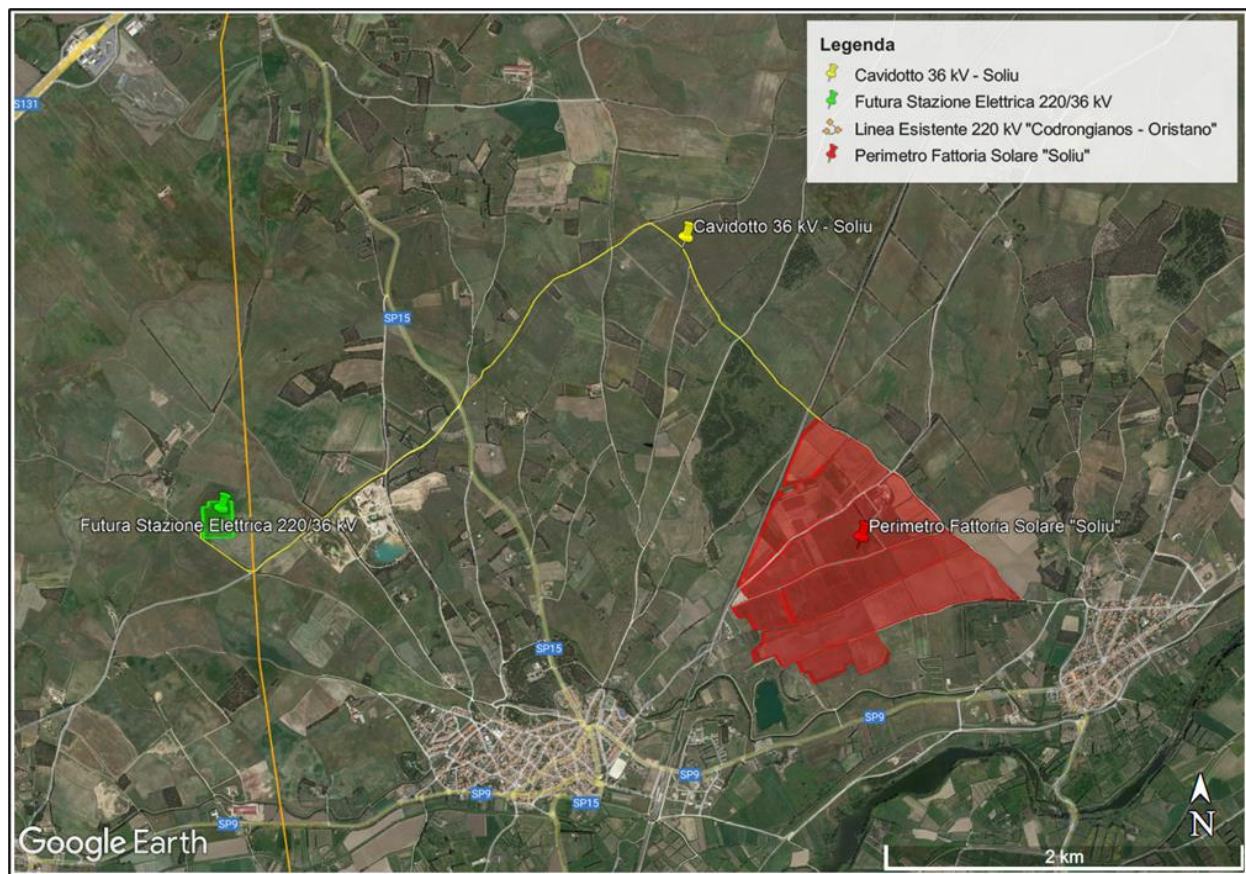 Legenda
Cavidotto 36 kV - Soliu
Futura Stazione Elettrica 220/36 kV
Linea Esistente 220 kV "Codrongianos - Oristano"
Perimetro Fattoria Solare "Soliu"
S131
Cavidotto 36 kV - Soliu
SP15
Futura Stazione Elettrica 220/36 kV
Perimetro Fattoria Solare "Soliu"
SP15
SP9
SP9
SP9
SP15
SP9
Google Earth
N
2 km